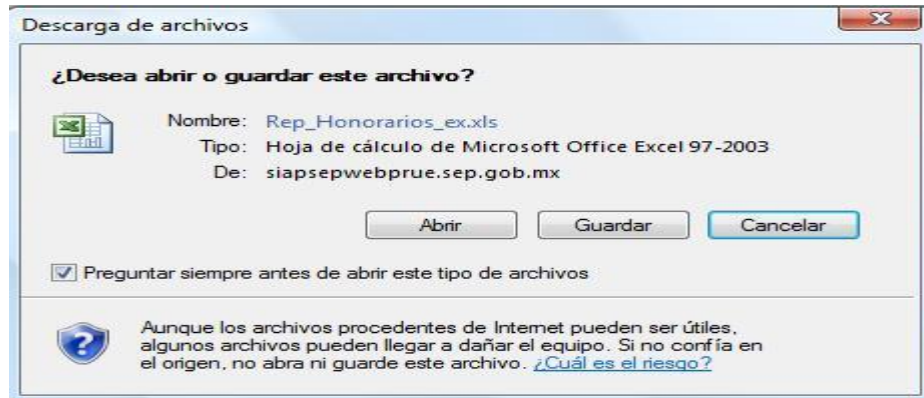 Descarga de archivos
¿Desea abrir o guardar este archivo?
Nombre: Rep_Honorarios_ex.xls
Tipo: Hoja de cálculo de Microsoft Office Excel 97-2003
De: siapsepwebprue.sep.gob.mx
Abrir Guardar Cancelar
Preguntar siempre antes de abrir este tipo de archivos
Aunque los archivos procedentes de Internet pueden ser útiles,
algunos archivos pueden llegar a dañar el equipo. Si no confía en
el origen, no abra ni guarde este archivo. ¿Cuál es el riesgo?